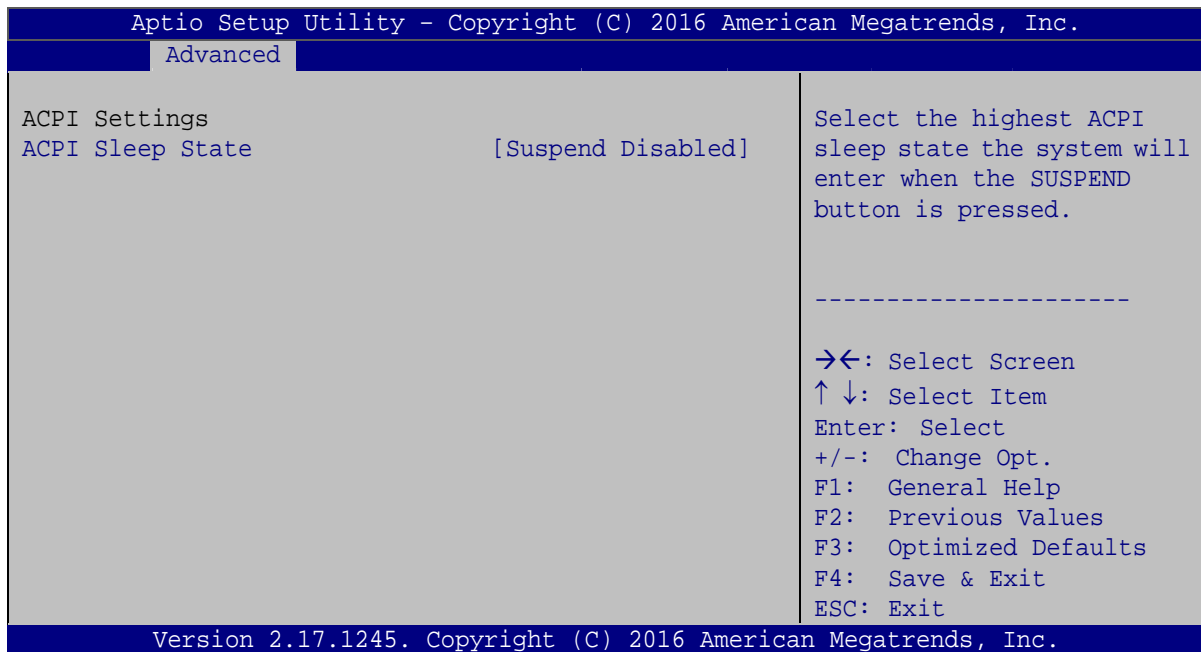 Aptio Setup Utility – Copyright (C) 2016 American Megatrends, Inc.
Advanced
ACPI Settings
ACPI Sleep State [Suspend Disabled]
Select the highest ACPI
sleep state the system will
enter when the SUSPEND
button is pressed.
----------------------
→←: Select Screen
↑ ↓: Select Item
Enter: Select
+/-: Change Opt.
F1: General Help
F2: Previous Values
F3: Optimized Defaults
F4: Save & Exit
ESC: Exit
Version 2.17.1245. Copyright (C) 2016 American Megatrends, Inc.